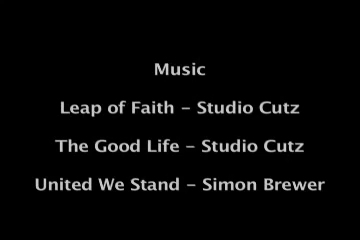 Music
Leap of Faith - Studio Cutz
The Good Life - Studio Cutz
United We Stand - Simon Brewer